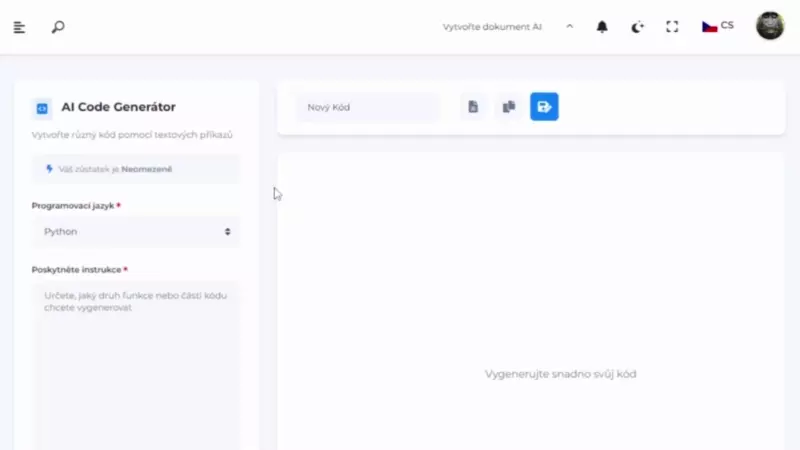 Vytvořte dokument AI
CS
AI Code Generátor
Vytvořte různý kód pomocí textových příkazů
Váš zůstatek je Neomezeně
Programovací jazyk *
Python
Poskytněte instrukce *
Určete, jaký druh funkce nebo části kódu
chcete vygenerovat
Nový Kód
Vygenerujte snadno svůj kód